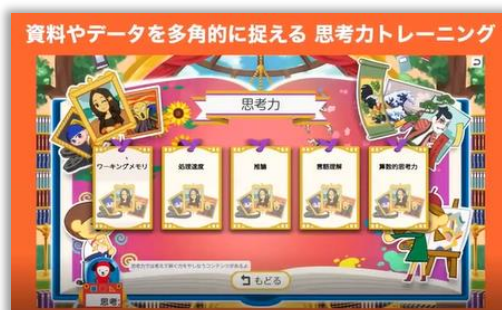 資料やデータを多角的に捉える 思考力トレーニング
思考力
ワーキングメモリ
処理速度
推論
言語理解
算数的思考力
もどる
思考